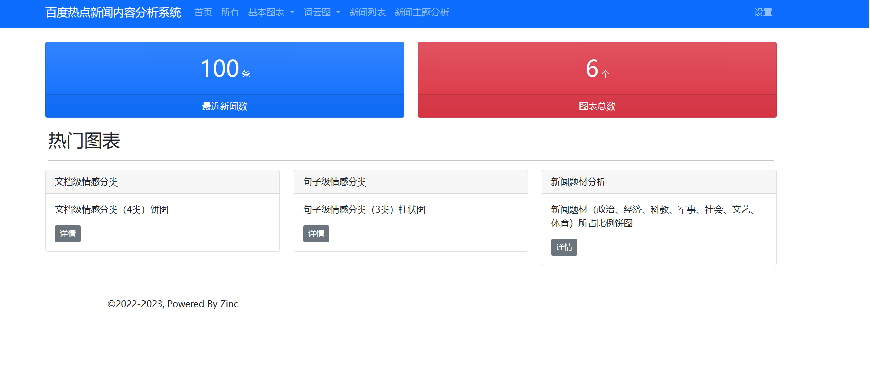 百度热点新闻内容分析系统 首页 所有 基本图表 词云图 新闻列表 新闻主题分析 设置
100 条
最近新闻数
6 个
图表总数
热门图表
文档级情感分类
文档级情感分类（4类）饼图
详情
句子级情感分类
句子级情感分类（3类）柱状图
详情
新闻题材分析
新闻题材（政治、经济、科教、军事、社会、文艺、
体育）所占比例饼图
详情
©2022-2023, Powered By Zinc